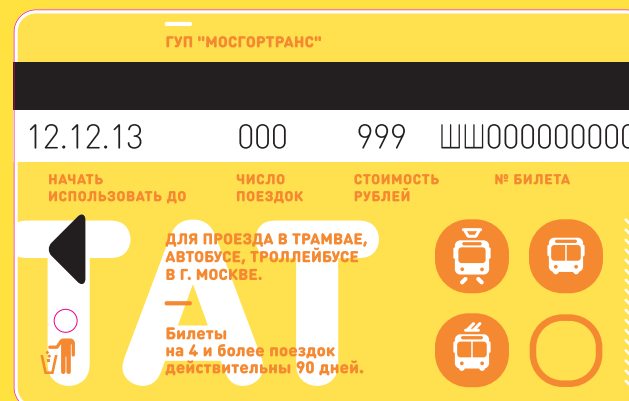 ГУП "МОСГОРТРАНС"
12.12.13 000 999 ШШ000000000
НАЧАТЬ
ИСПОЛЬЗОВАТЬ ДО
ЧИСЛО
ПОЕЗДОК
СТОИМОСТЬ
РУБЛЕЙ
№ БИЛЕТА
ТАТ
ДЛЯ ПРОЕЗДА В ТРАМВАЕ,
АВТОБУСЕ, ТРОЛЛЕЙБУСЕ
В Г. МОСКВЕ.
Билеты
на 4 и более поездок
действительны 90 дней.